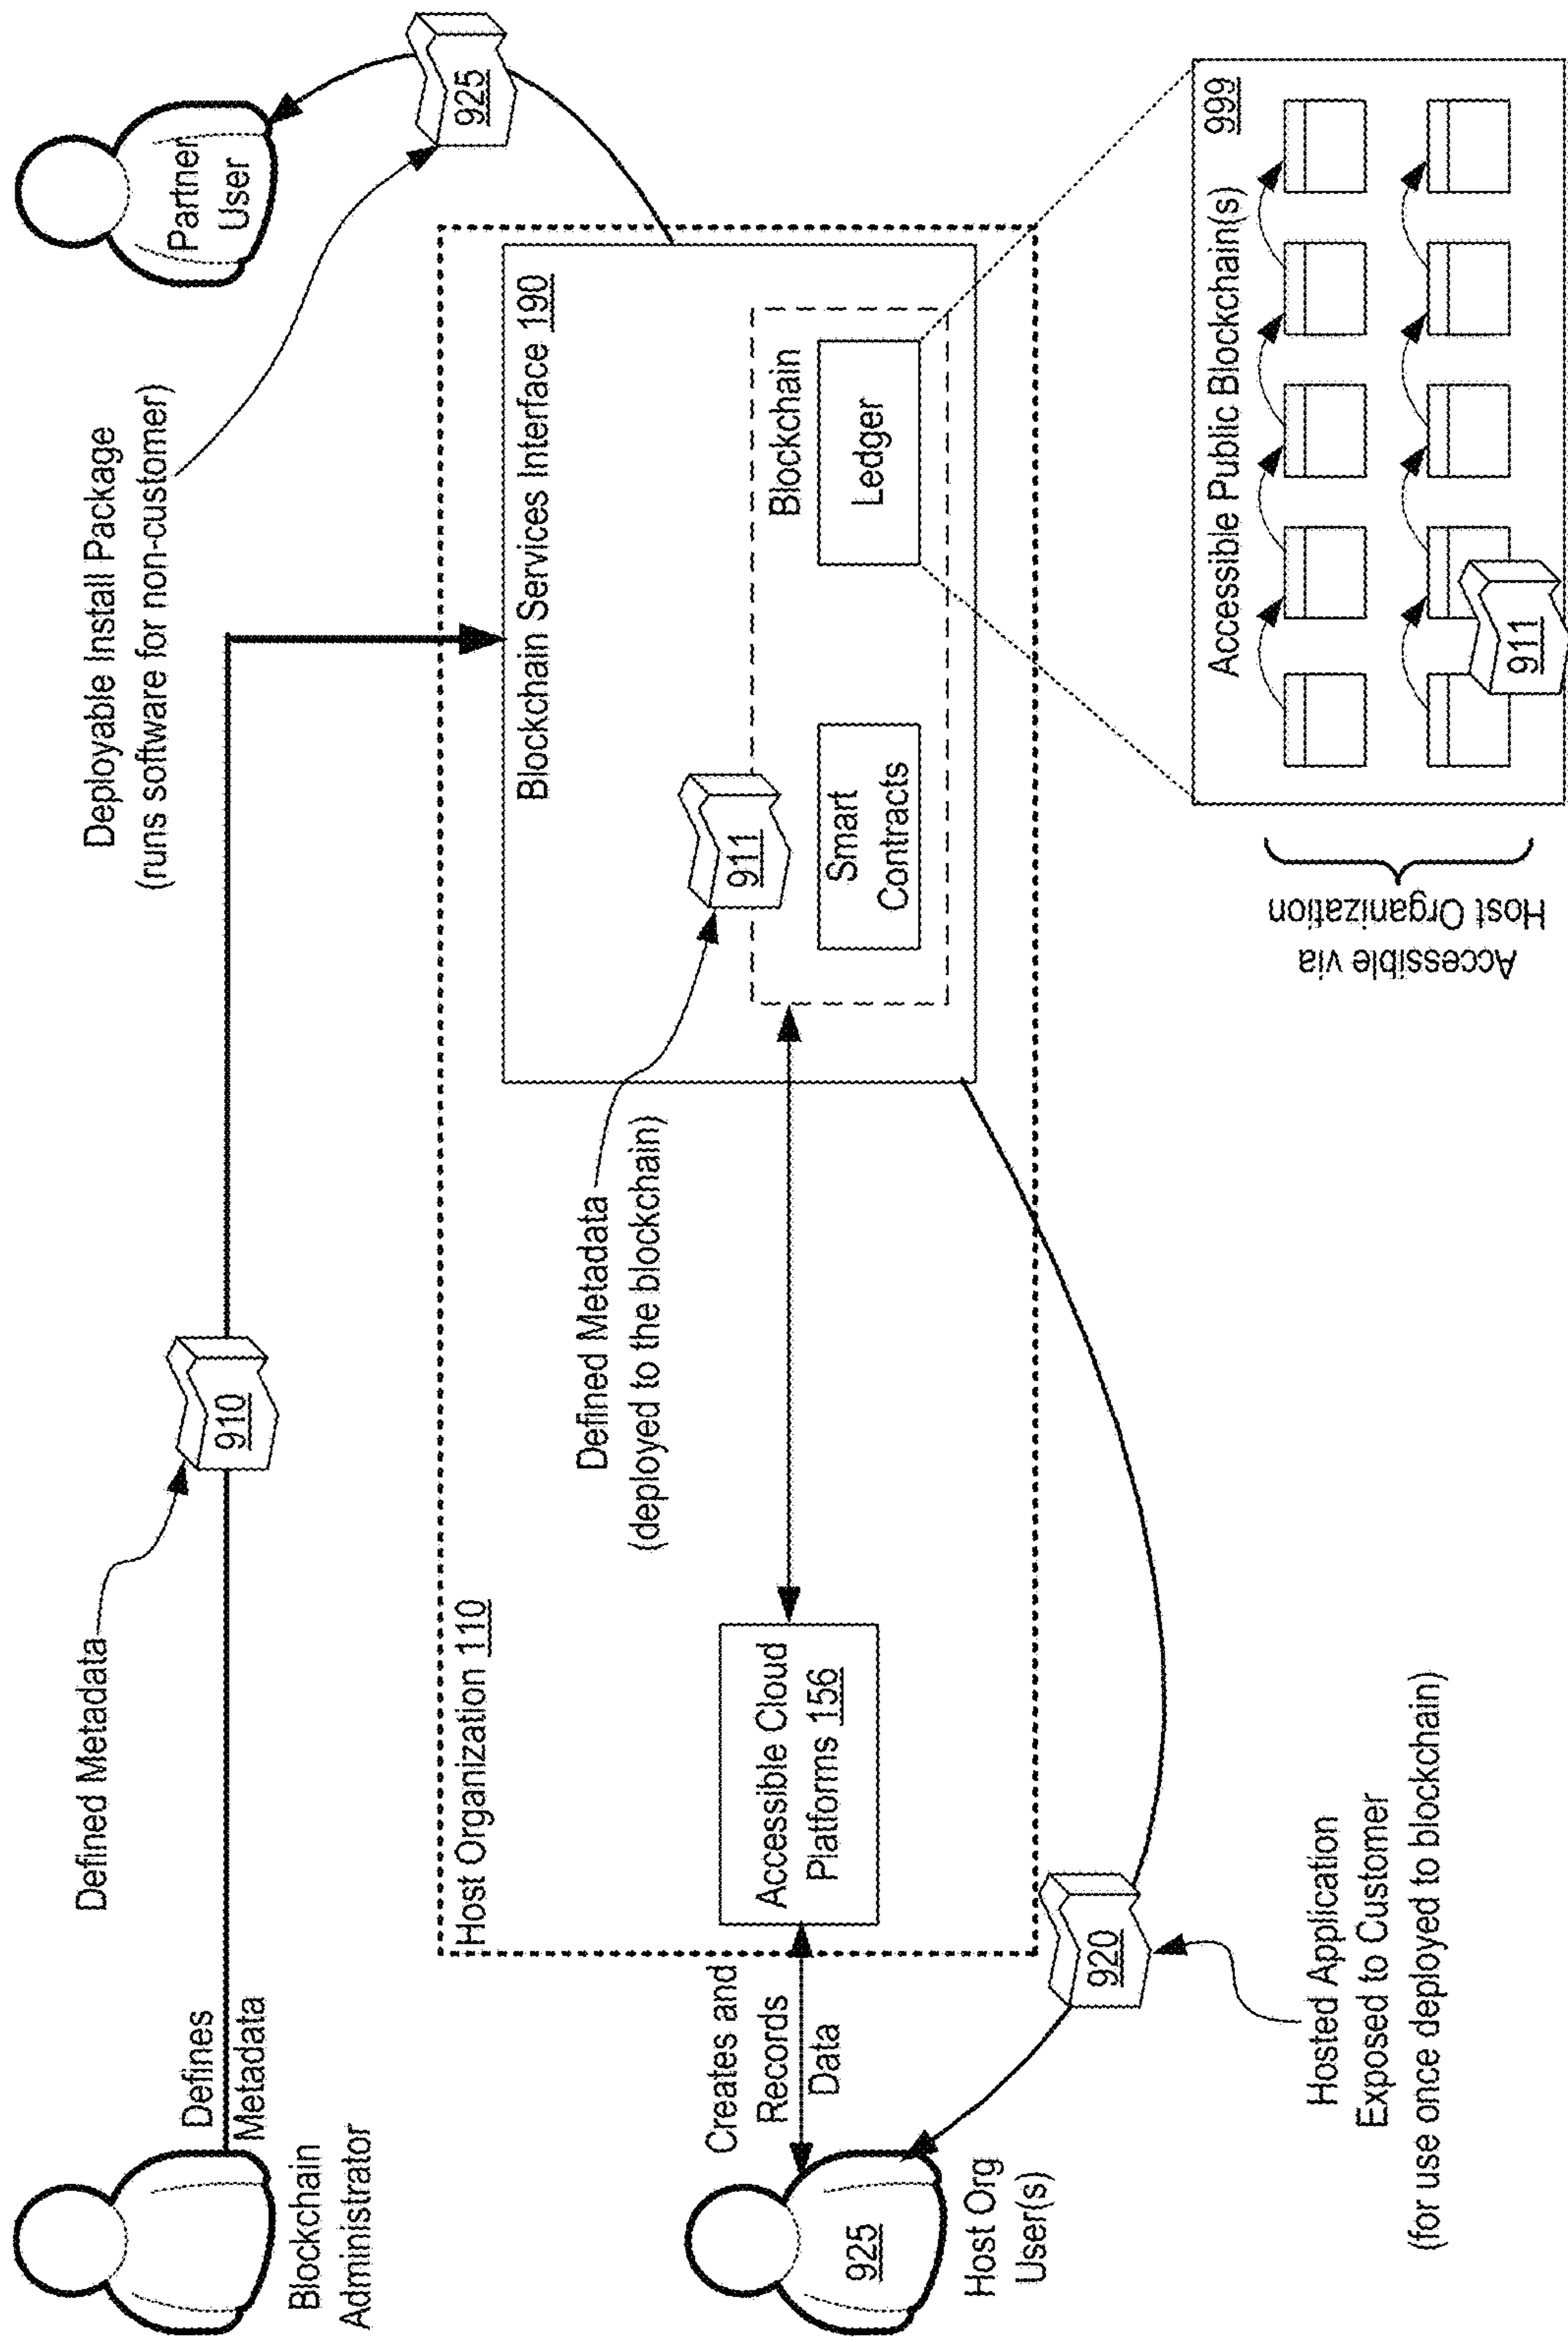 Defines
Metadata
Blockchain
Administrator
Defined Metadata
910
Deployable Install Package
(runs software for non-customer)
Partner
User
925
Host Organization 110
Blockchain Services Interface 190
Defined Metadata
(deployed to the blockchain)
911
Blockchain
Smart
Contracts
Ledger
Accessible Cloud
Platforms 156
Creates and
Records
Data
925
Host Org
User(s)
920
Hosted Application
Exposed to Customer
(for use once deployed to blockchain)
Accessible via
Host Organization
Accessible Public Blockchain(s) 999
911